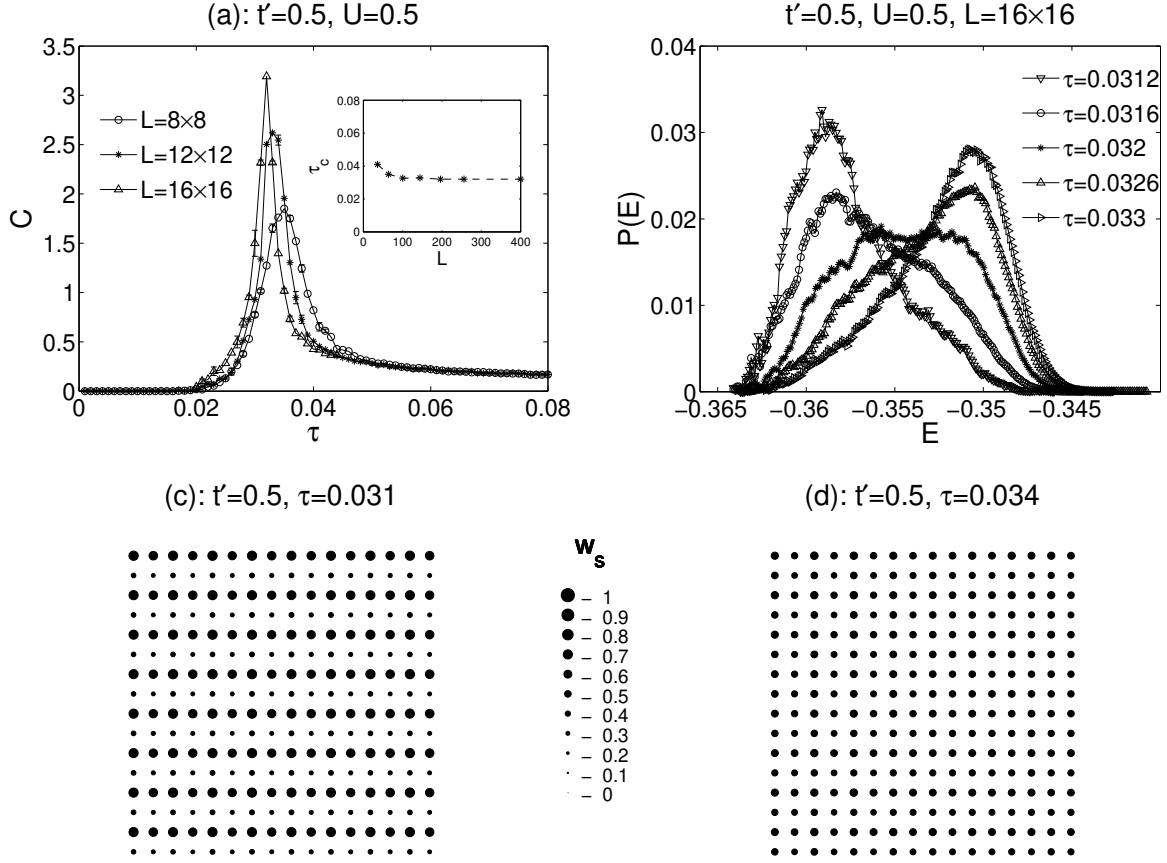 (a): t′=0.5, U=0.5
C
3.5
3
2.5
2
1.5
1
0.5
0
L=8×8
L=12×12
L=16×16
τc
0.08
0.06
0.04
0.02
0
0 100 200 300 400
L
0 0.02 0.04 0.06 0.08
τ
t′=0.5, U=0.5, L=16×16
P(E)
0.04
0.03
0.02
0.01
0
τ=0.0312
τ=0.0316
τ=0.032
τ=0.0326
τ=0.033
−0.365 −0.36 −0.355 −0.35 −0.345
E
(c): t′=0.5, τ=0.031
ws
– 1
– 0.9
– 0.8
– 0.7
– 0.6
– 0.5
– 0.4
– 0.3
– 0.2
– 0.1
– 0
(d): t′=0.5, τ=0.034